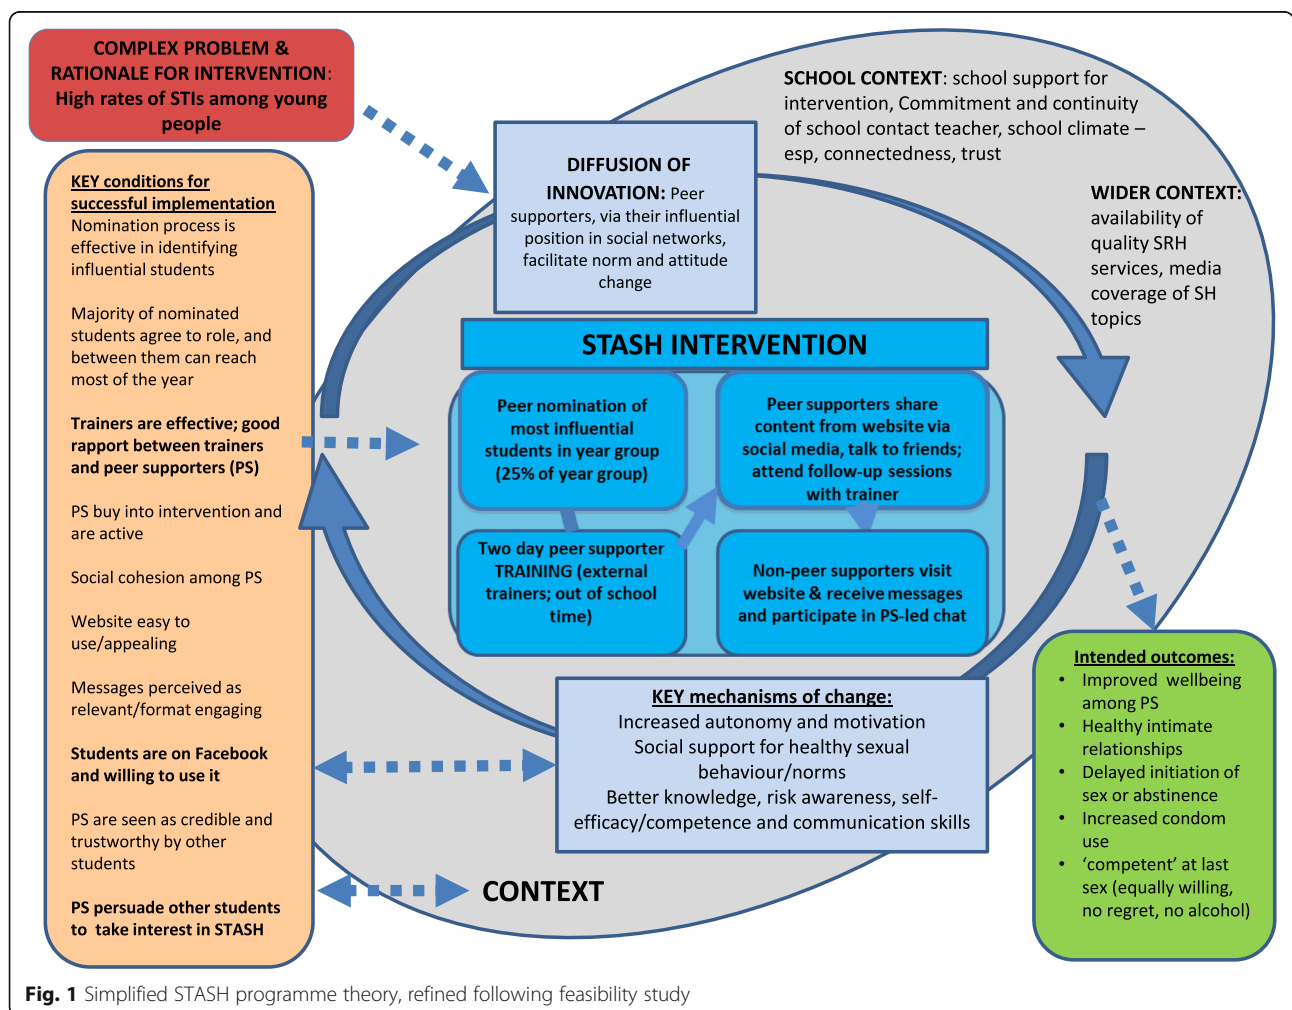 COMPLEX PROBLEM &
RATIONALE FOR INTERVENTION:
High rates of STIs among young
people
KEY conditions for
successful implementation
Nomination process is
effective in identifying
influential students
Majority of nominated
students agree to role, and
between them can reach
most of the year
Trainers are effective; good
rapport between trainers
and peer supporters (PS)
PS buy into intervention and
are active
Social cohesion among PS
Website easy to
use/appealing
Messages perceived as
relevant/format engaging
Students are on Facebook
and willing to use it
PS are seen as credible and
trustworthy by other
students
PS persuade other students
to take interest in STASH
DIFFUSION OF
INNOVATION: Peer
supporters, via their influential
position in social networks,
facilitate norm and attitude
change
SCHOOL CONTEXT: school support for
intervention, Commitment and continuity
of school contact teacher, school climate –
esp, connectedness, trust
WIDER CONTEXT:
availability of
quality SRH
services, media
coverage of SH
topics
STASH INTERVENTION
Peer nomination of
most influential
students in year group
(25% of year group)
Two day peer supporter
TRAINING (external
trainers; out of school
time)
Peer supporters share
content from website via
social media, talk to friends;
attend follow-up sessions
with trainer
Non-peer supporters visit
website & receive messages
and participate in PS-led chat
KEY mechanisms of change:
Increased autonomy and motivation
Social support for healthy sexual
behaviour/norms
Better knowledge, risk awareness, self-
efficacy/competence and communication skills
CONTEXT
Intended outcomes:
• Improved wellbeing
among PS
• Healthy intimate
relationships
• Delayed initiation of
sex or abstinence
• Increased condom
use
• ‘competent’ at last
sex (equally willing,
no regret, no alcohol)
Fig. 1 Simplified STASH programme theory, refined following feasibility study